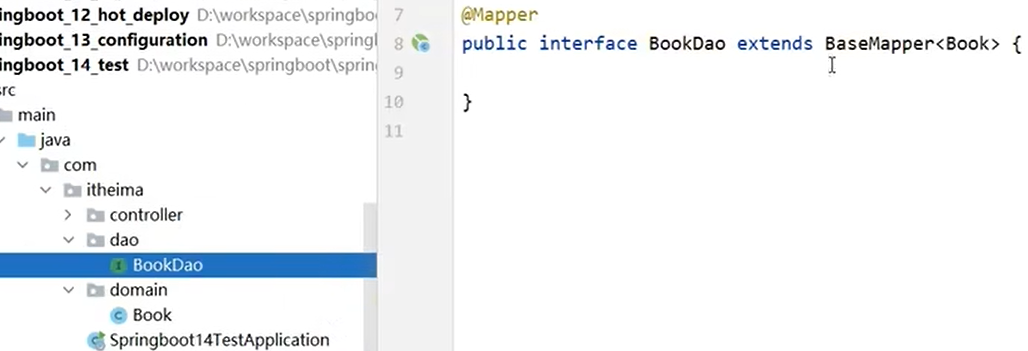 ingboot_12_hot_deploy D:\workspace\springbo
ingboot_13_configuration D:\workspace\spring
ingboot_14_test D:\workspace\springboot\sprin
src
main
java
com
itheima
controller
dao
BookDao
domain
Book
Springboot14TestApplication
7 @Mapper
8 public interface BookDao extends BaseMapper<Book> {
9
10 }
11